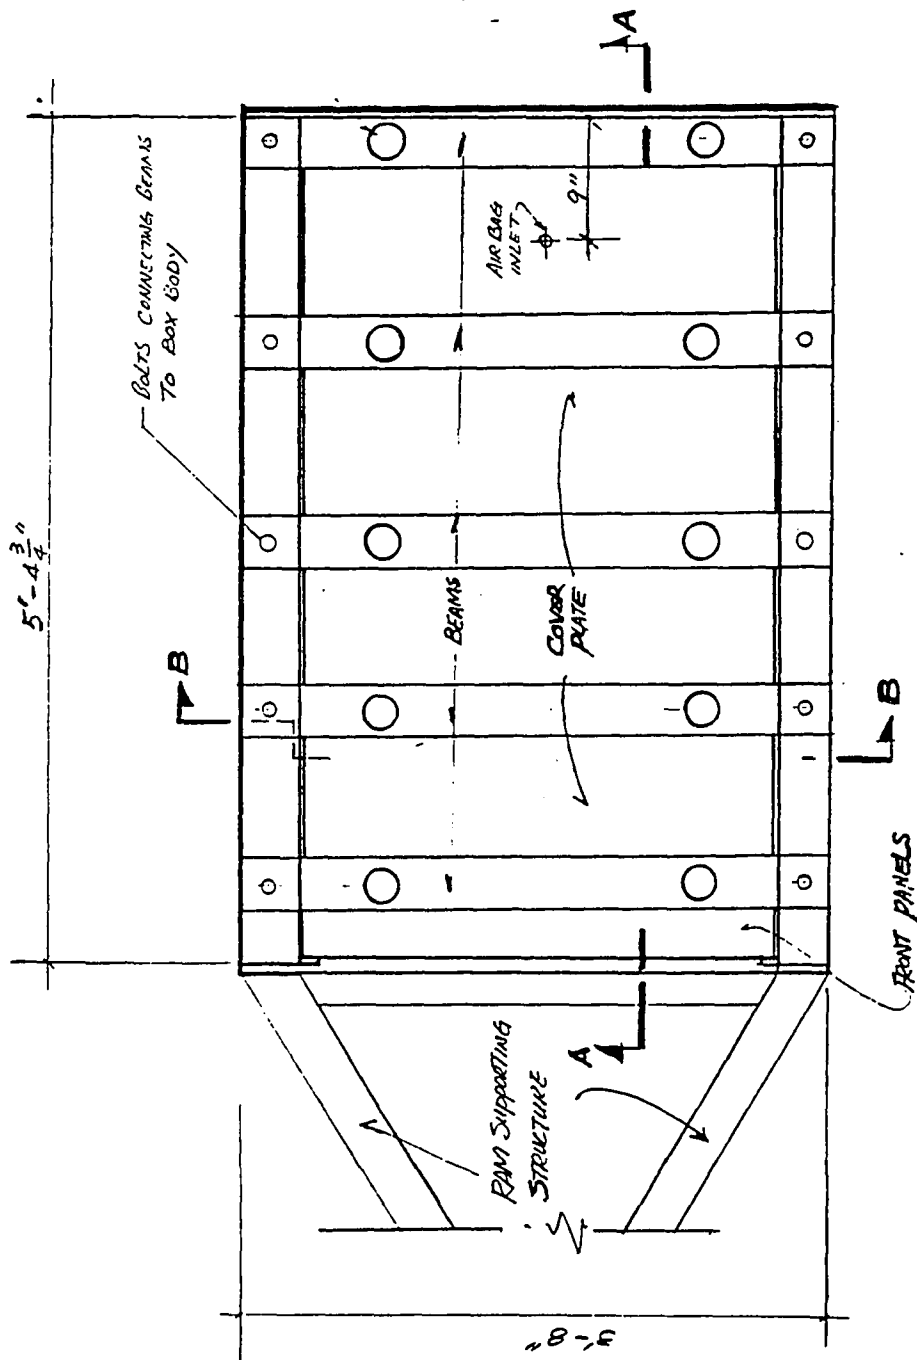 5'-4 3/4"
BOLTS CONNECTING BEAMS
TO BOX BODY
A
B
BEAMS
AIR BAG
INLET
9"
COVER
PLATE
RAM SUPPORTING
STRUCTURE
A
B
FRONT PANELS
3'-8"